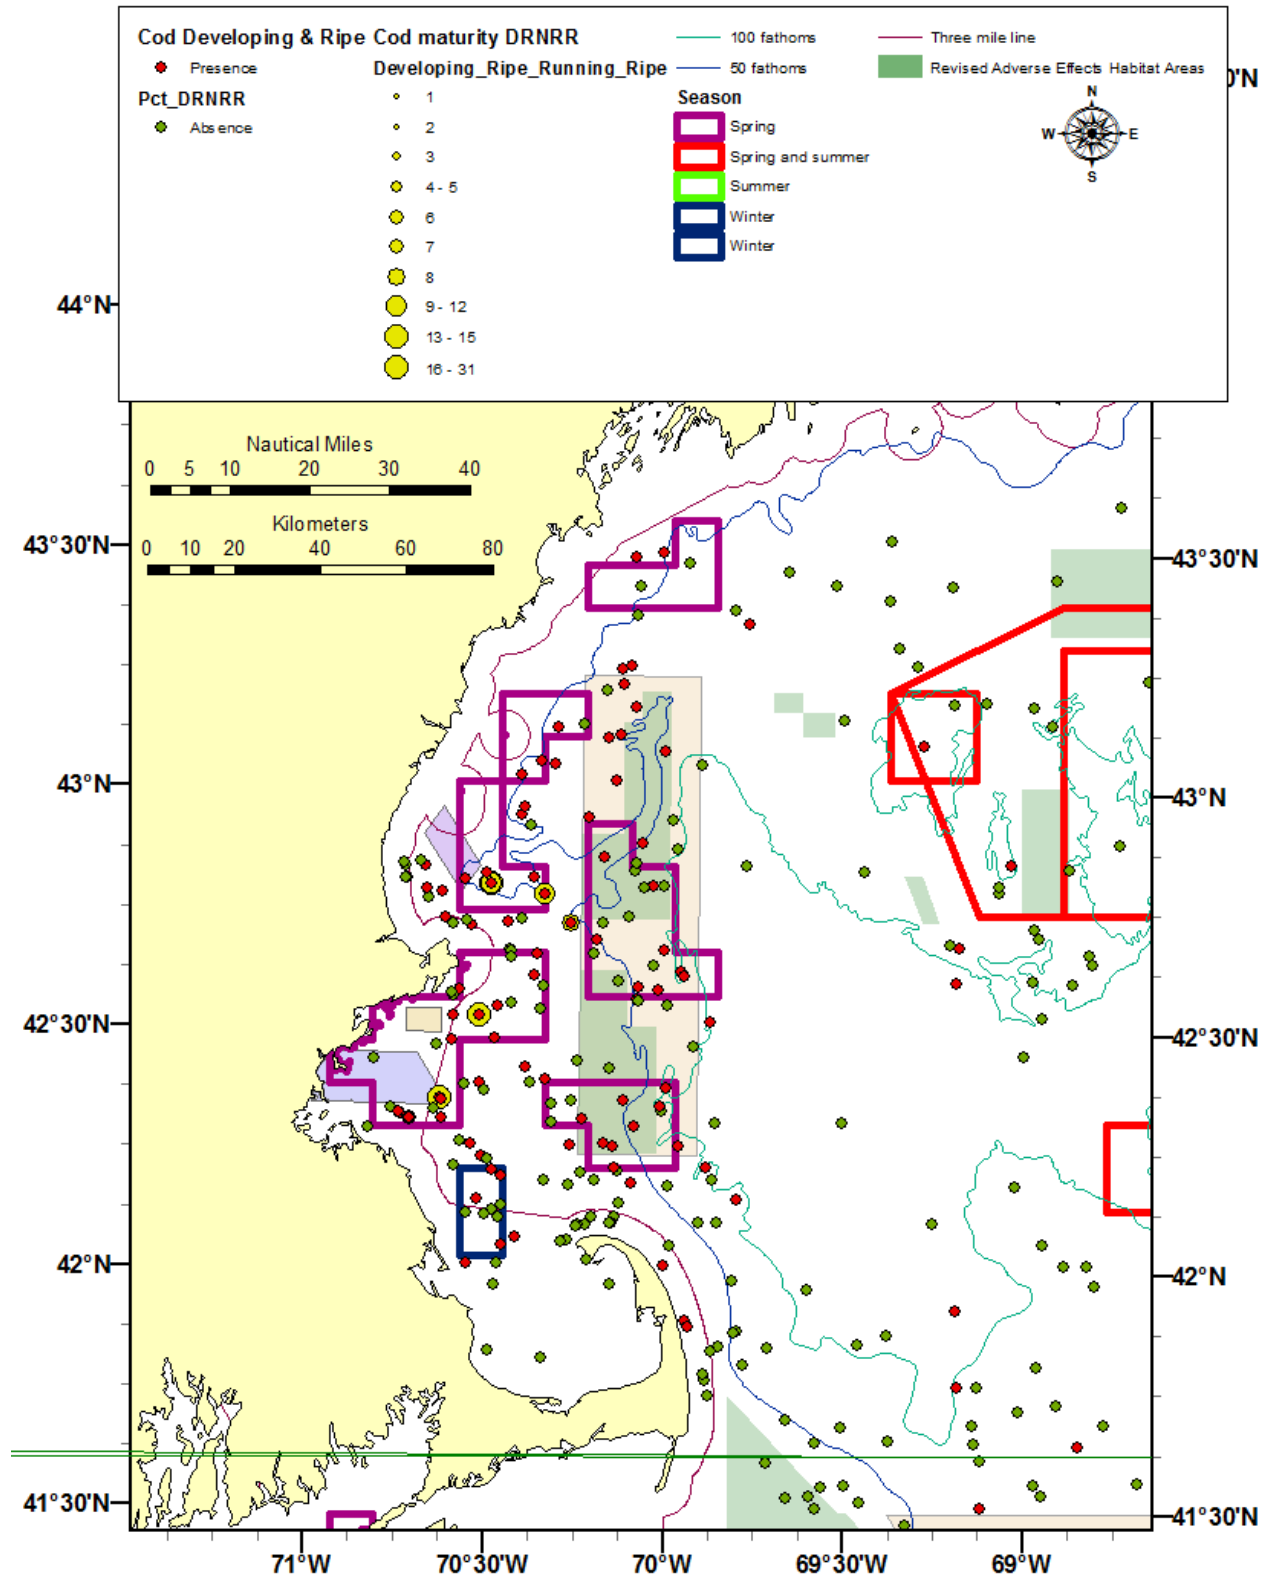 Cod Developing & Ripe
Presence
Pct_DRNRR
Absence
Cod maturity DRNRR
Developing_Ripe_Running_Ripe
1
2
3
4 - 5
6
7
8
9 - 12
13 - 15
16 - 31
100 fathoms
50 fathoms
Season
Spring
Spring and summer
Summer
Winter
Winter
Three mile line
Revised Adverse Effects Habitat Areas
N
W E
S
0'N
44°N
Nautical Miles
0 5 10 20 30 40
Kilometers
0 10 20 40 60 80
43°30'N 43°30'N
43°N 43°N
42°30'N 42°30'N
42°N 42°N
41°30'N 41°30'N
71°W 70°30'W 70°W 69°30'W 69°W